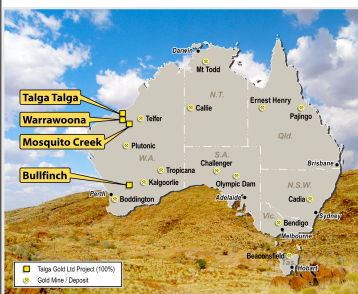 Darwin
Mt Todd
N.T.
Talga Talga
Warrawoona
Telfer
Callie
Ernest Henry
Pajingo
Mosquito Creek
Qld.
Plutonic
W.A.
S.A.
Challenger
Brisbane
Tropicana
Bullfinch
Kalgoorlie
Olympic Dam
N.S.W.
Perth
Boddington
Adelaide
Cadia
Sydney
Vic.
Bendigo
Melbourne
Beaconsfield
Tas.
Hobart
Talga Gold Ltd Project (100%)
Gold Mine / Deposit